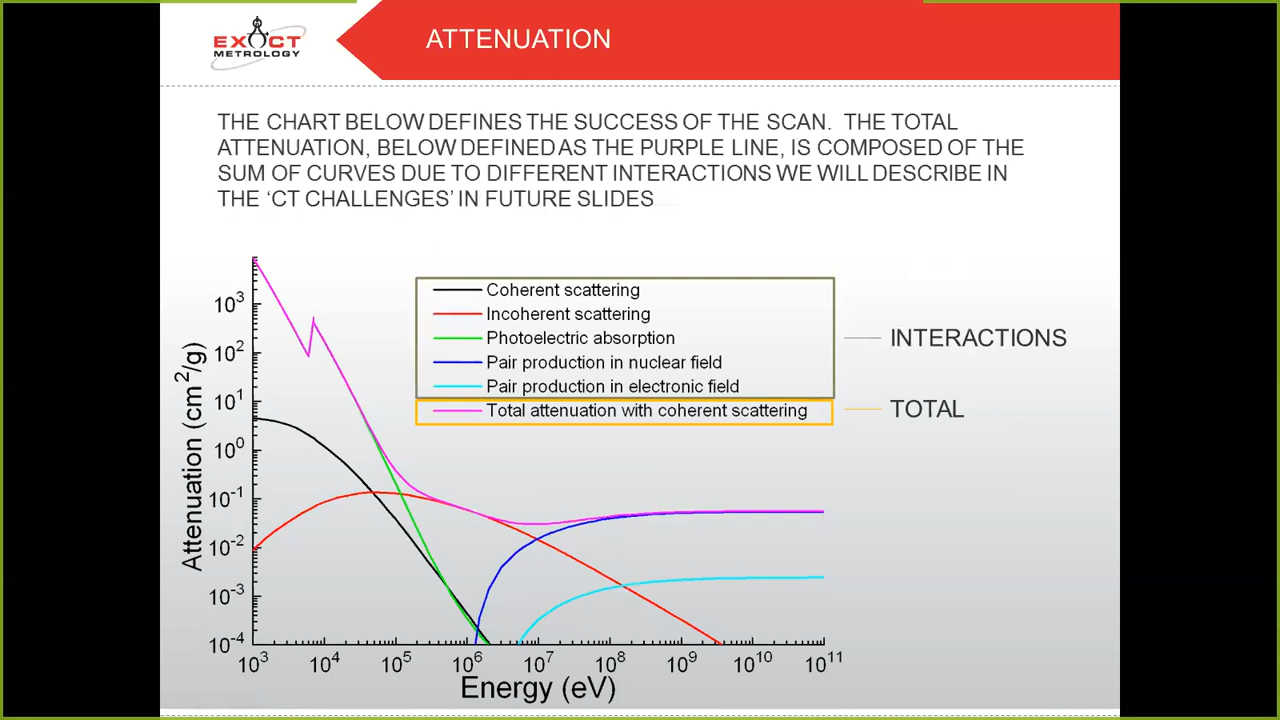 EXACT
METROLOGY
ATTENUATION
THE CHART BELOW DEFINES THE SUCCESS OF THE SCAN. THE TOTAL
ATTENUATION, BELOW DEFINED AS THE PURPLE LINE, IS COMPOSED OF THE
SUM OF CURVES DUE TO DIFFERENT INTERACTIONS WE WILL DESCRIBE IN
THE ‘CT CHALLENGES’ IN FUTURE SLIDES
Coherent scattering
Incoherent scattering
Photoelectric absorption
Pair production in nuclear field
Pair production in electronic field
Total attenuation with coherent scattering
INTERACTIONS
TOTAL
Attenuation (cm²/g)
10³
10²
10¹
10⁰
10⁻¹
10⁻²
10⁻³
10⁻⁴
10³ 10⁴ 10⁵ 10⁶ 10⁷ 10⁸ 10⁹ 10¹⁰ 10¹¹
Energy (eV)